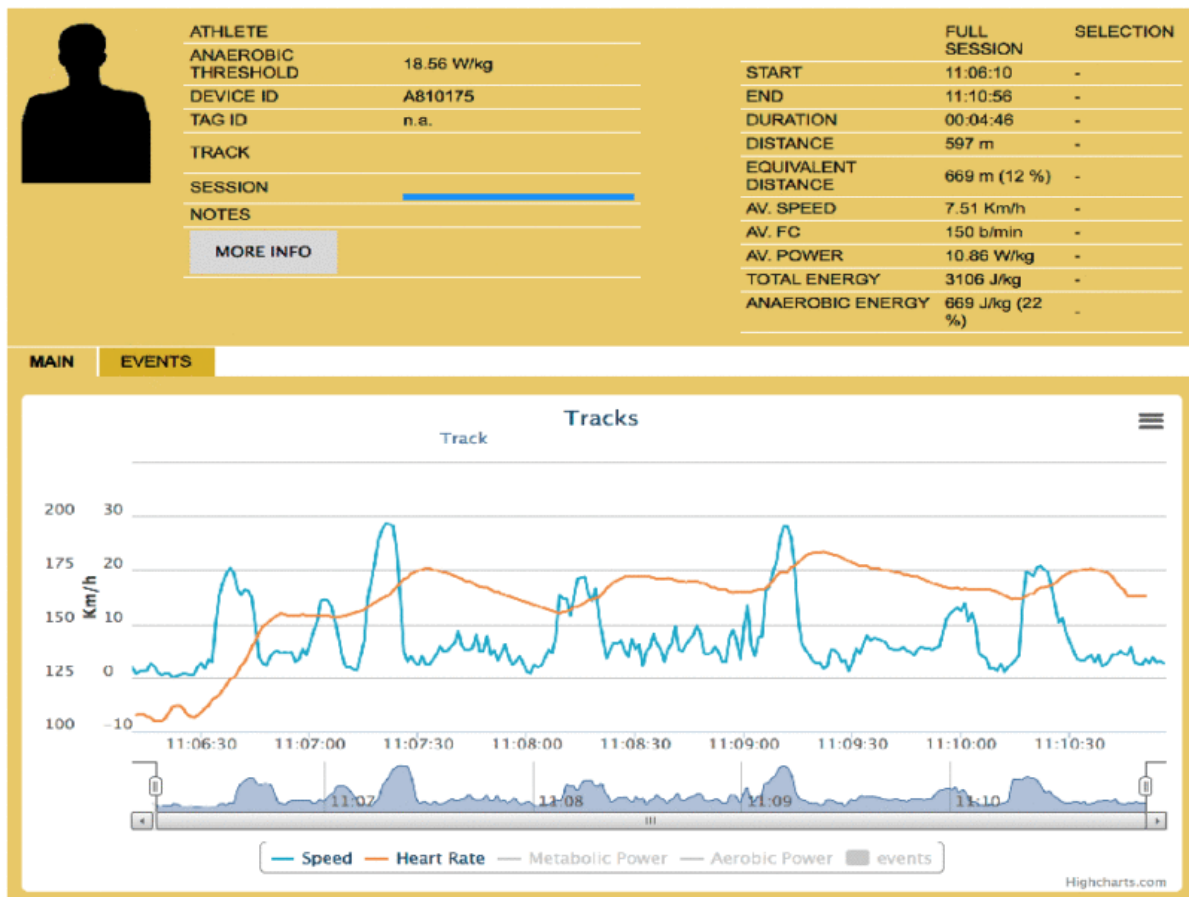 ATHLETE
ANAEROBIC THRESHOLD 18.56 W/kg
DEVICE ID A810175
TAG ID n.a.
TRACK
SESSION
NOTES
MORE INFO
FULL SESSION SELECTION
START 11:06:10 -
END 11:10:56 -
DURATION 00:04:46 -
DISTANCE 597 m -
EQUIVALENT DISTANCE 669 m (12 %) -
AV. SPEED 7.51 Km/h -
AV. FC 150 b/min -
AV. POWER 10.86 W/kg -
TOTAL ENERGY 3106 J/kg -
ANAEROBIC ENERGY 669 J/kg (22 %) -
MAIN EVENTS
Tracks
Track
200 30
175 20
Km/h
150 10
125 0
100 -10
11:06:30 11:07:00 11:07:30 11:08:00 11:08:30 11:09:00 11:09:30 11:10:00 11:10:30
11:07 11:08 11:09 11:10
Speed Heart Rate Metabolic Power Aerobic Power events
Highcharts.com